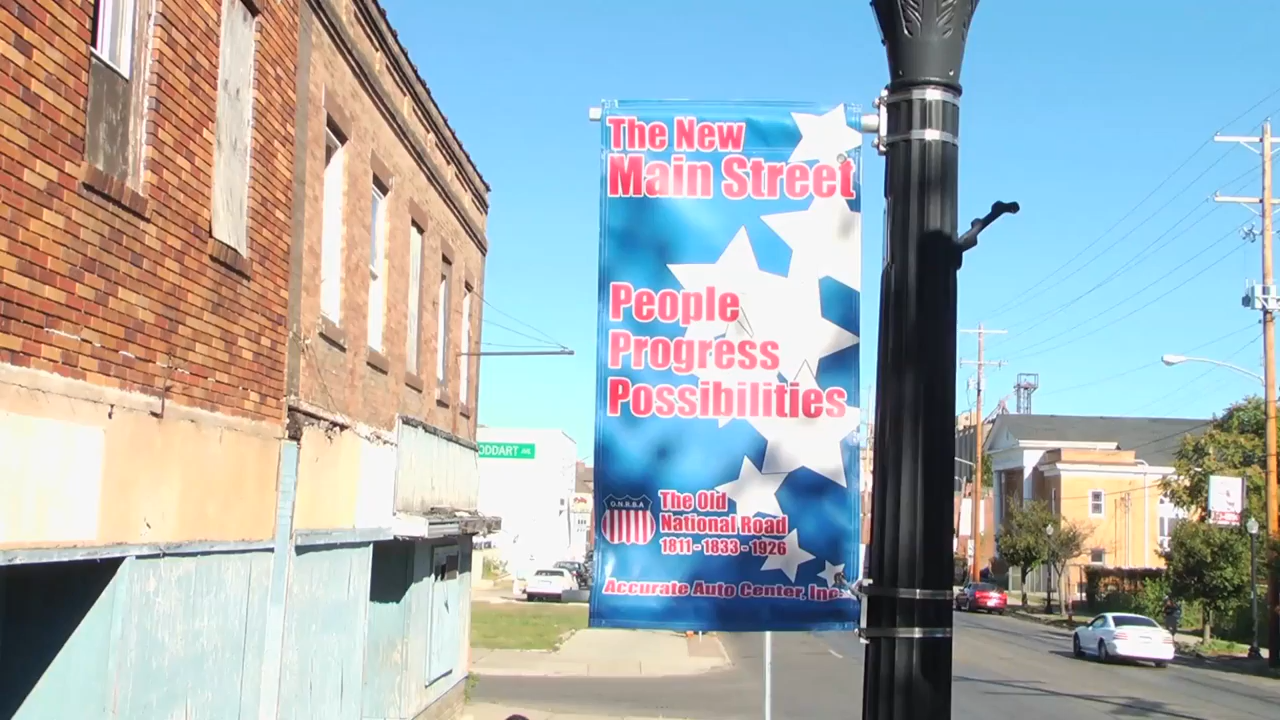 The New
Main Street
People
Progress
Possibilities
O.N.R.B.A
The Old
National Road
1811 - 1833 - 1926
Accurate Auto Center, Inc.
ODDART AVE